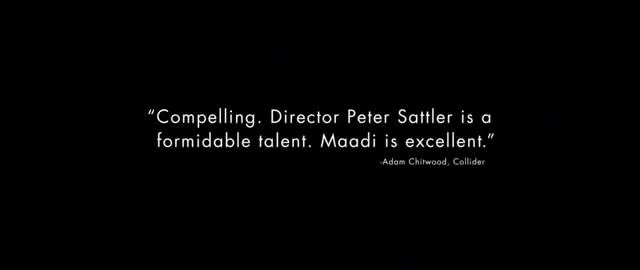 “Compelling. Director Peter Sattler is a
formidable talent. Maadi is excellent.”
-Adam Chitwood, Collider